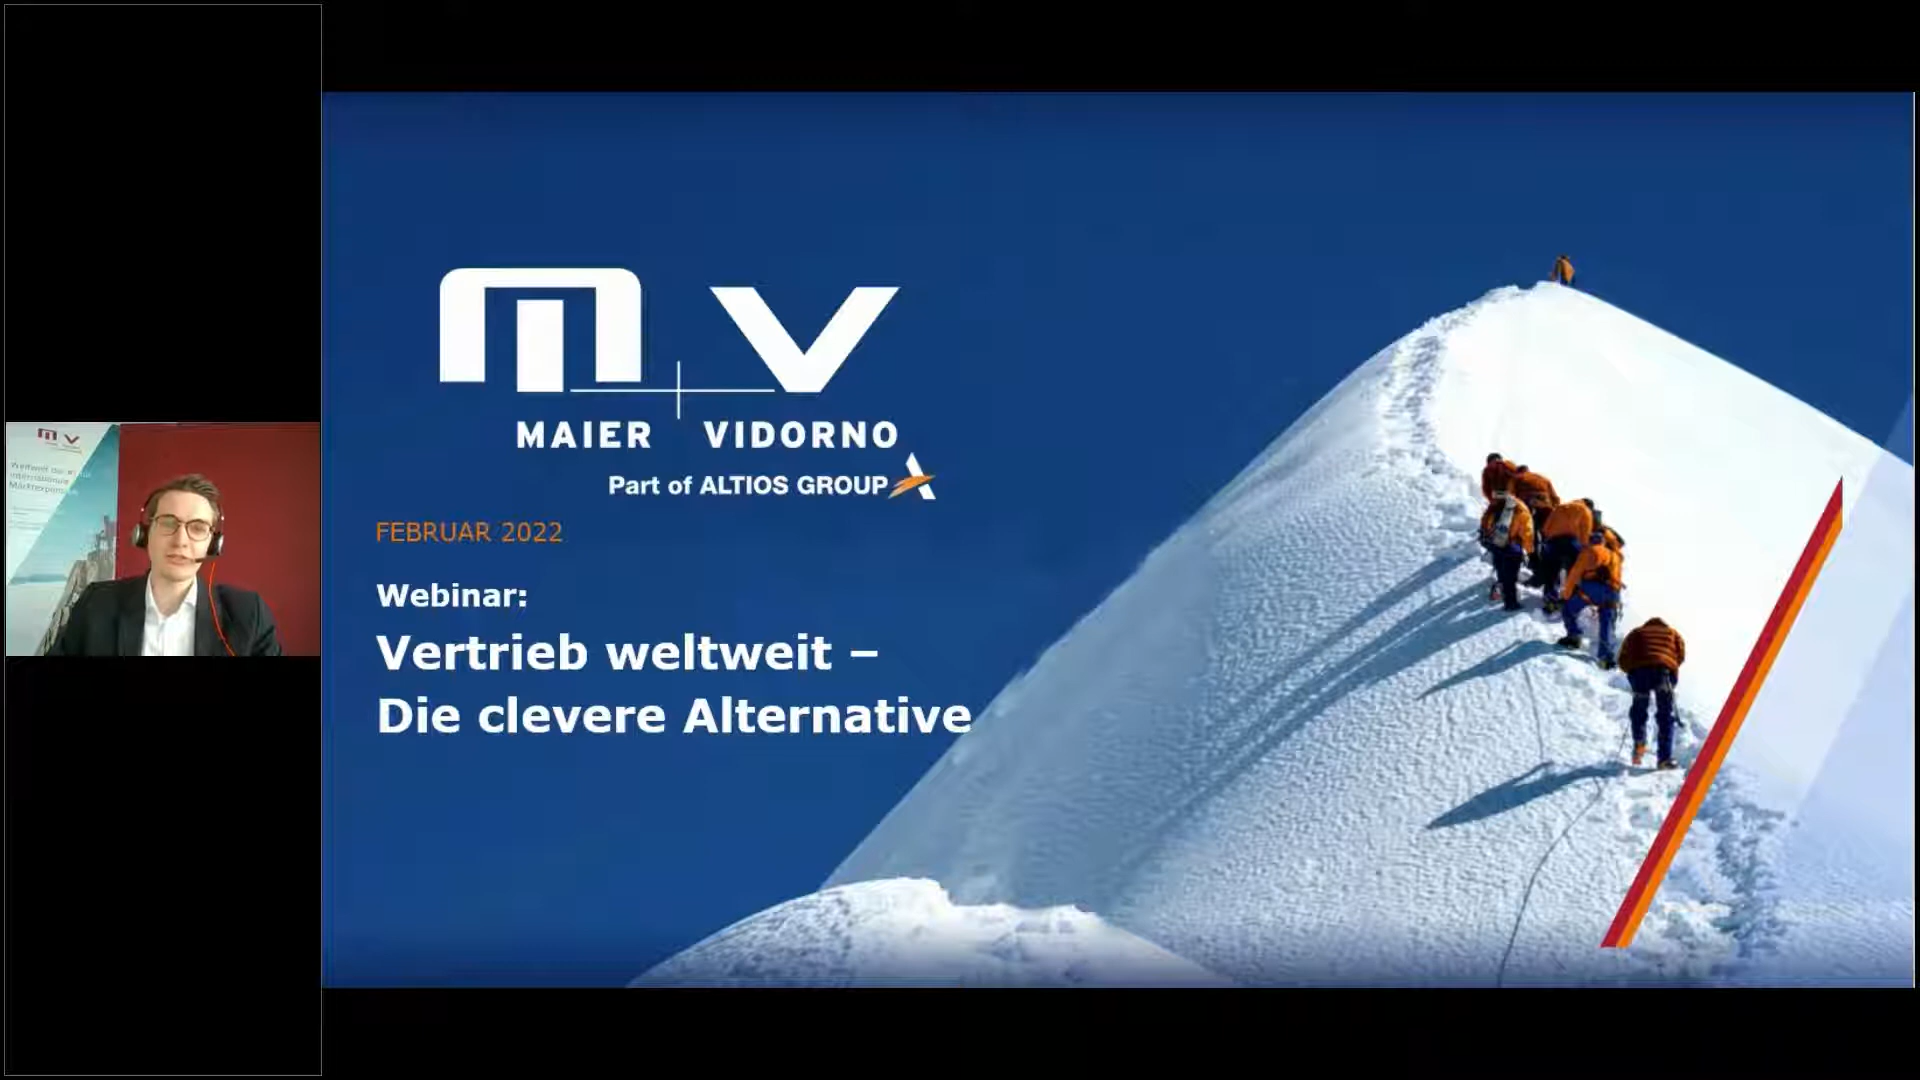 MAIER VIDORNO
Part of ALTIOS GROUP
FEBRUAR 2022
Webinar:
Vertrieb weltweit –
Die clevere Alternative